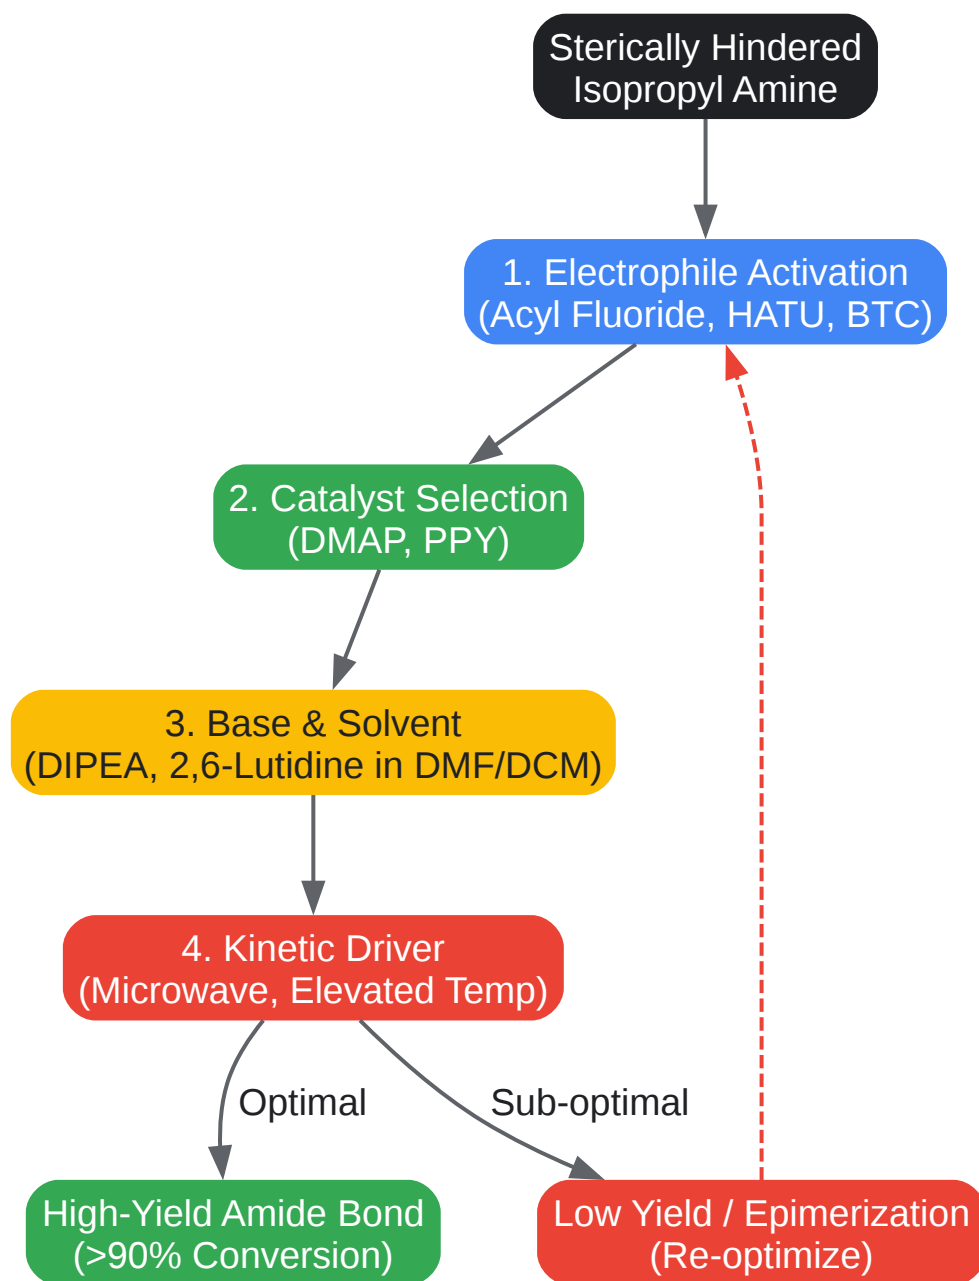 Sterically Hindered
Isopropyl Amine
1. Electrophile Activation
(Acyl Fluoride, HATU, BTC)
2. Catalyst Selection
(DMAP, PPY)
3. Base & Solvent
(DIPEA, 2,6-Lutidine in DMF/DCM)
4. Kinetic Driver
(Microwave, Elevated Temp)
Optimal
Sub-optimal
High-Yield Amide Bond
(>90% Conversion)
Low Yield / Epimerization
(Re-optimize)